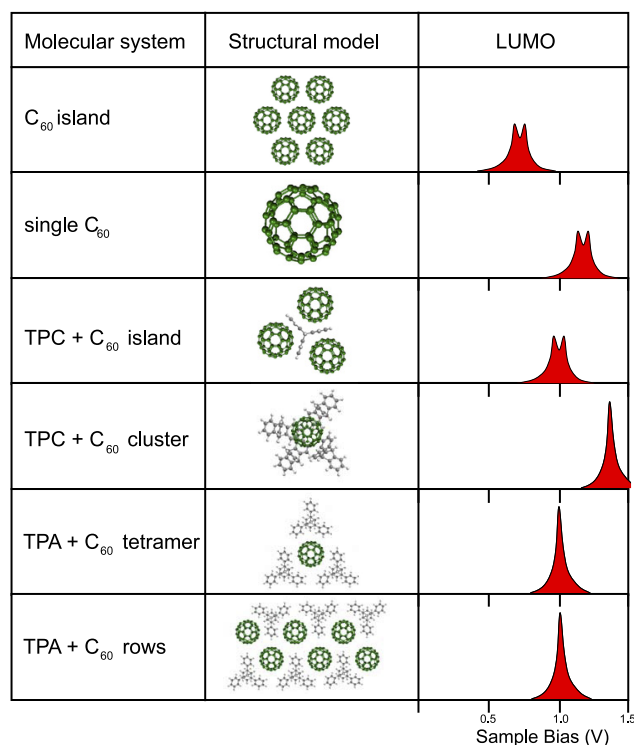 Molecular system Structural model LUMO
C₆₀ island
single C₆₀
TPC + C₆₀ island
TPC + C₆₀ cluster
TPA + C₆₀ tetramer
TPA + C₆₀ rows
0.5 1.0 1.5
Sample Bias (V)